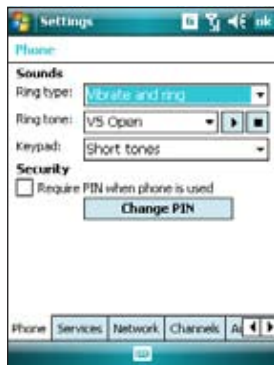 Settings
ok
Phone
Sounds
Ring type: Vibrate and ring
Ring tone: VS Open
Keypad: Short tones
Security
Require PIN when phone is used
Change PIN
Phone Services Network Channels